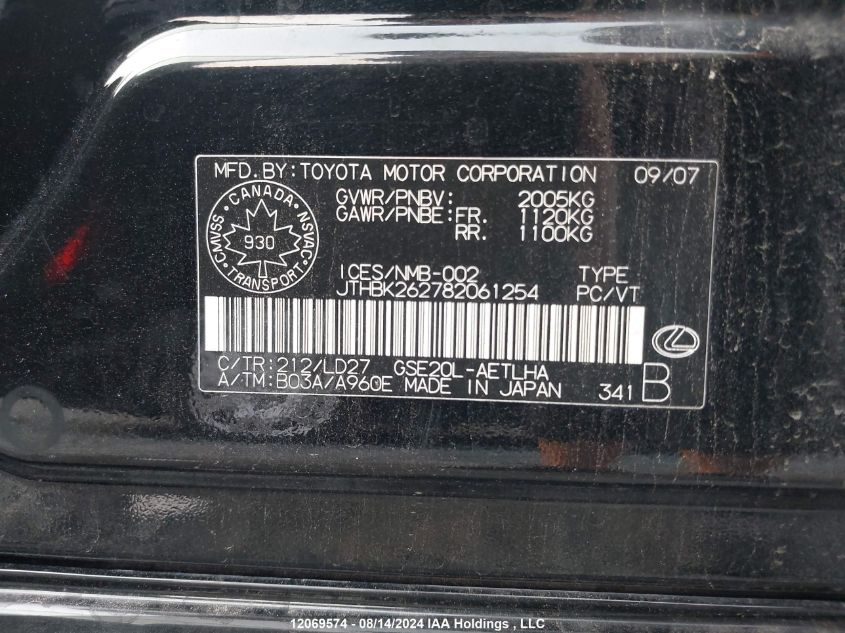 MFD.BY:TOYOTA MOTOR CORPORATION 09/07
GVWR/PNBV: 2005KG
GAWR/PNBE:FR. 1120KG
RR. 1100KG
CANADA
CMVSS NSVAC
930
TRANSPORT
ICES/NMB-002 TYPE
JTHBK262782061254 PC/VT
C/TR:212/LD27 GSE20L-AETLHA
A/TM:B03A/A960E MADE IN JAPAN 341 B
12069574 - 08/14/2024 IAA Holdings , LLC